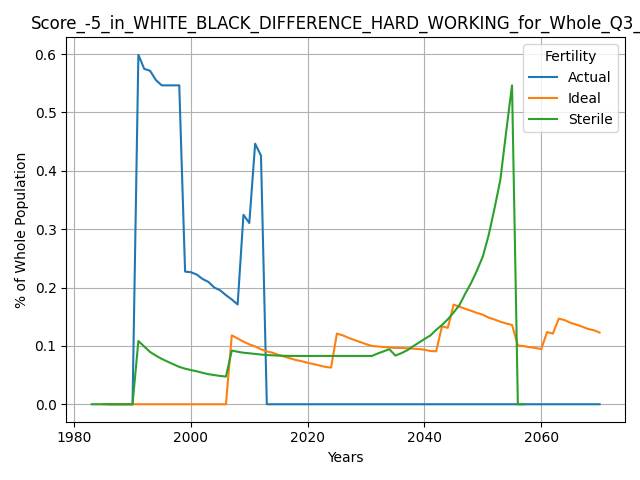 Score_-5_in_WHITE_BLACK_DIFFERENCE_HARD_WORKING_for_Whole_Q3_
0.6
0.5
0.4
0.3
0.2
0.1
0.0
% of Whole Population
Fertility
Actual
Ideal
Sterile
1980
2000
2020
2040
2060
Years